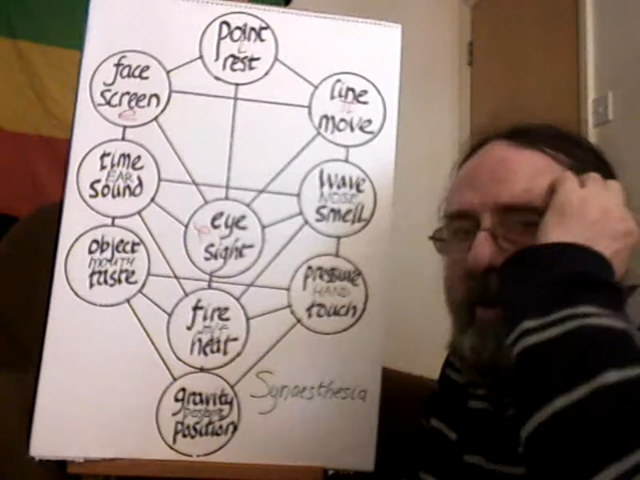 point
rest
face
screen
line
move
time
EAR
sound
wave
NOSE
smell
eye
sight
object
MOUTH
taste
pressure
HAND
touch
fire
heat
gravity
position
Synaesthesia